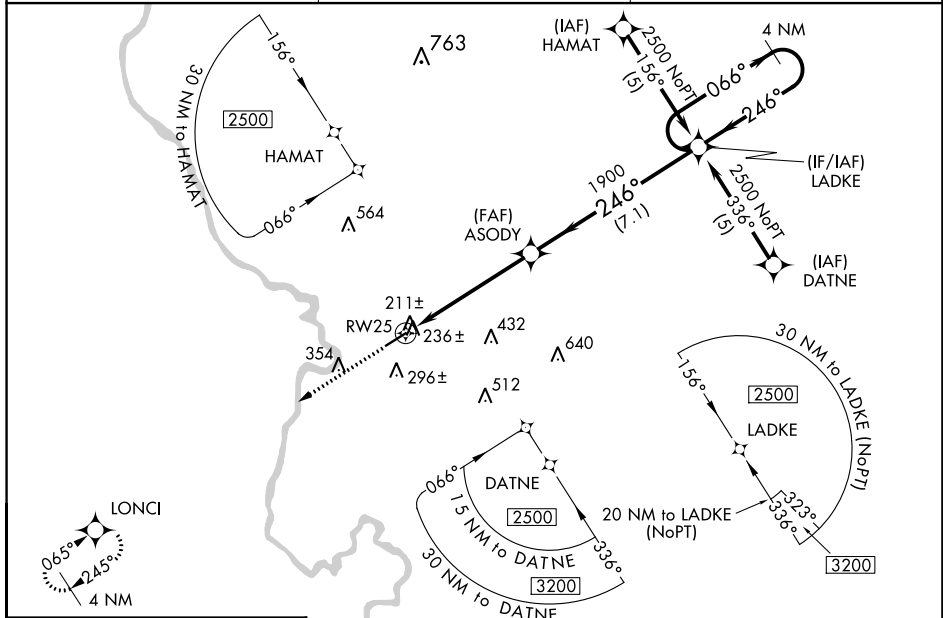 (IAF)
HAMAT
4 NM
763
156°
2500 NoPT
156°
(5)
066°
246°
30 NM to HAMAT
2500
HAMAT
066°
564
(IF/IAF)
LADKE
1900
246°
(7.1)
2500 NoPT
336°
(5)
(FAF)
ASODY
(IAF)
DATNE
211±
RW25
236±
432
640
354
296±
512
30 NM to LADKE (NoPT)
156°
2500
LADKE
323°
336°
20 NM to LADKE
(NoPT)
3200
066°
DATNE
2500
15 NM to DATNE
336°
3200
30 NM to DATNE
LONCI
065°
245°
4 NM